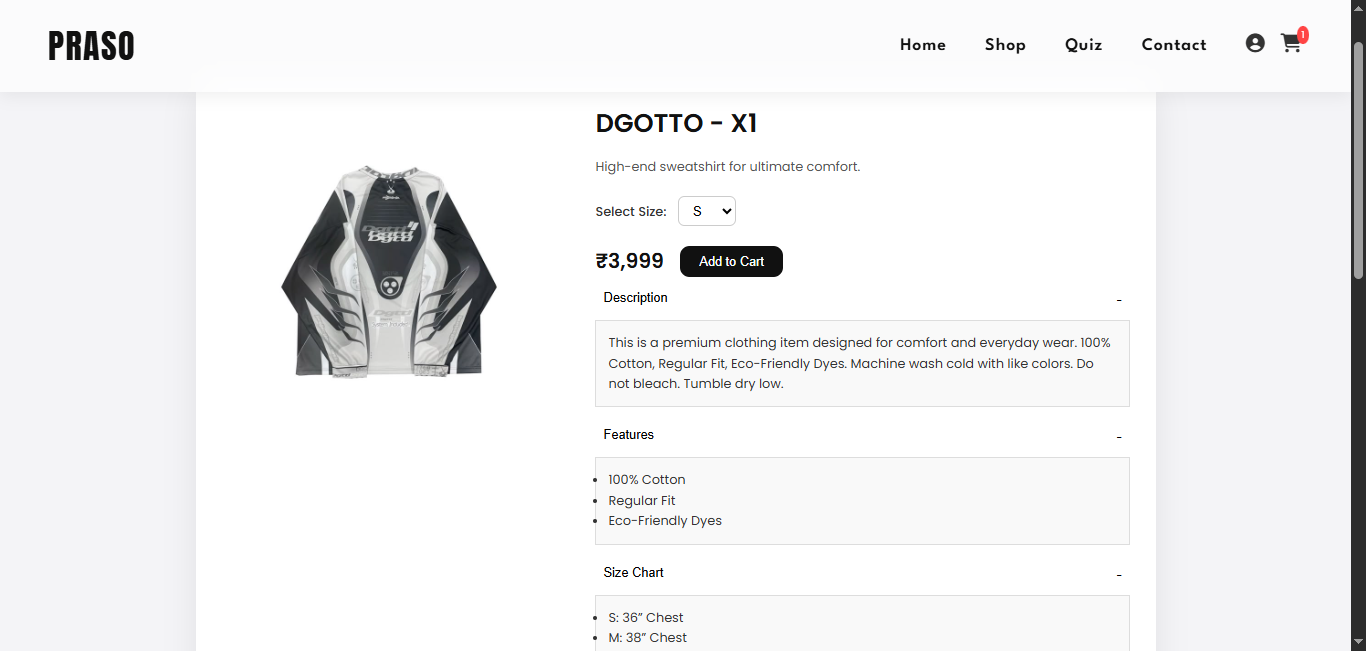 PRASO
Home Shop Quiz Contact 1
DGOTTO - X1
High-end sweatshirt for ultimate comfort.
Select Size: S
₹3,999 Add to Cart
Description -
This is a premium clothing item designed for comfort and everyday wear. 100%
Cotton, Regular Fit, Eco-Friendly Dyes. Machine wash cold with like colors. Do
not bleach. Tumble dry low.
Features -
• 100% Cotton
• Regular Fit
• Eco-Friendly Dyes
Size Chart -
• S: 36” Chest
• M: 38” Chest